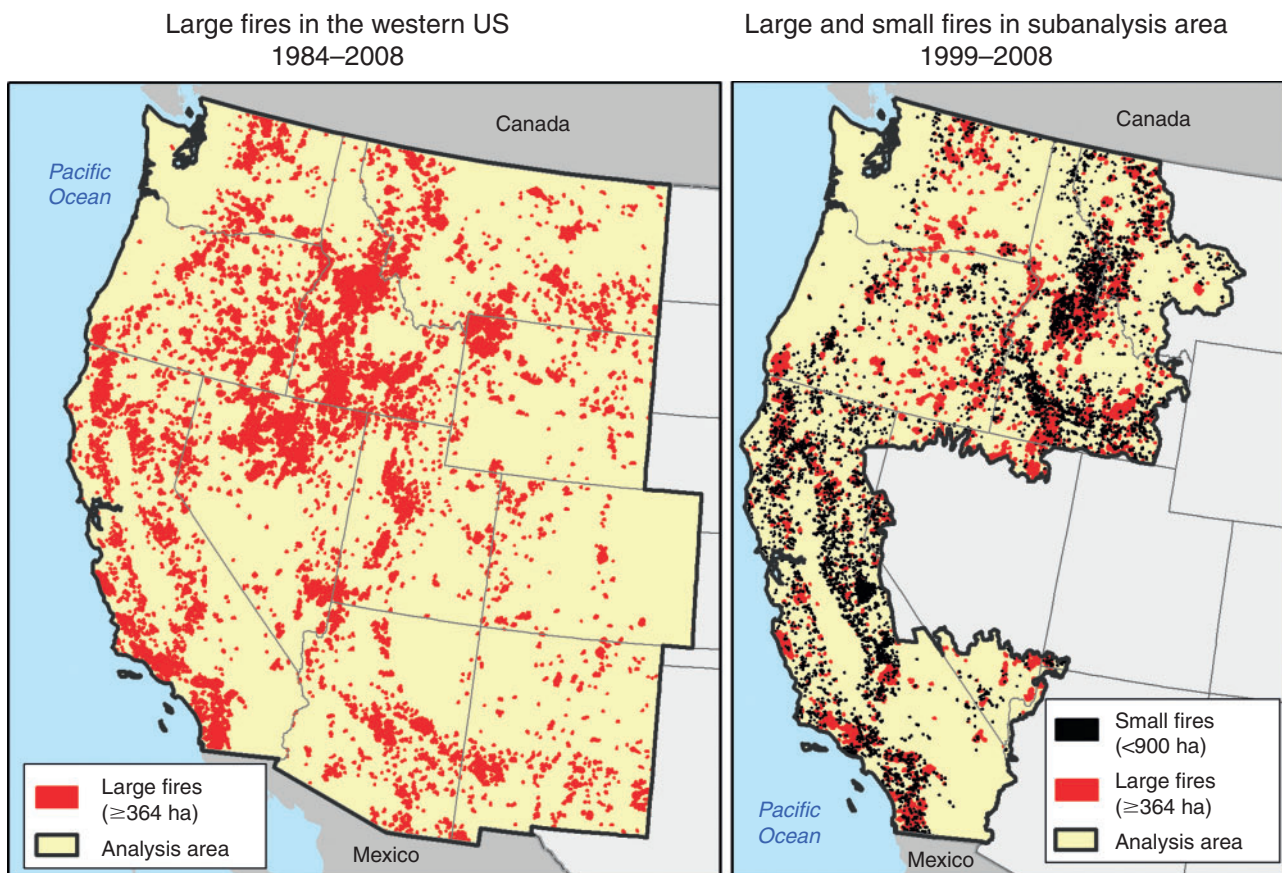 Large fires in the western US
1984–2008
Canada
Pacific
Ocean
Large fires
(≥364 ha)
Analysis area
Mexico
Large and small fires in subanalysis area
1999–2008
Canada
Small fires
(<900 ha)
Large fires
(≥364 ha)
Analysis area
Pacific
Ocean
Mexico